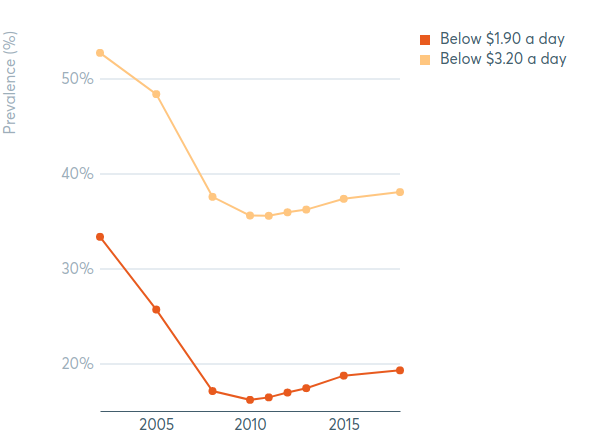 Prevalence (%)
Below $1.90 a day
Below $3.20 a day
50%
40%
30%
20%
2005 2010 2015